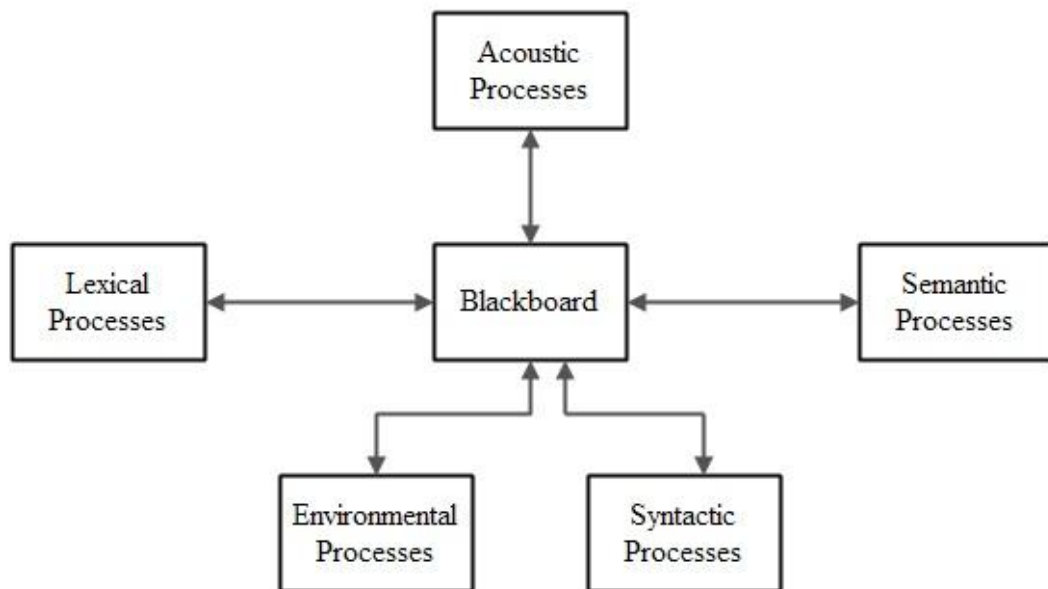 Acoustic
Processes
Lexical
Processes
Blackboard
Semantic
Processes
Environmental
Processes
Syntactic
Processes